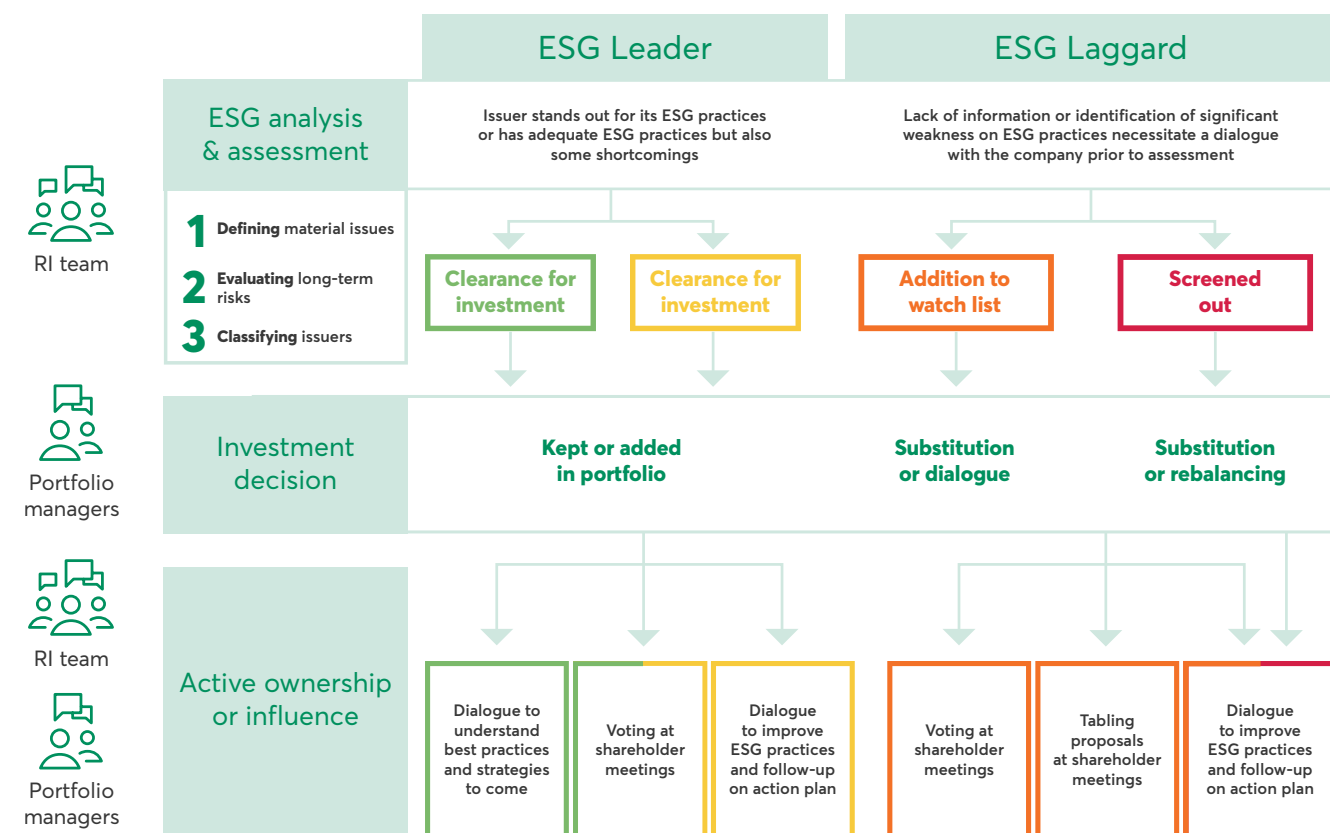 ESG Leader
ESG Laggard
ESG analysis
& assessment
Issuer stands out for its ESG practices
or has adequate ESG practices but also
some shortcomings
Lack of information or identification of significant
weakness on ESG practices necessitate a dialogue
with the company prior to assessment
RI team
1 Defining material issues
2 Evaluating long-term
risks
3 Classifying issuers
Clearance for
investment
Clearance for
investment
Addition to
watch list
Screened
out
Portfolio
managers
Investment
decision
Kept or added
in portfolio
Substitution
or dialogue
Substitution
or rebalancing
RI team
Portfolio
managers
Active ownership
or influence
Dialogue to
understand
best practices
and strategies
to come
Voting at
shareholder
meetings
Dialogue
to improve
ESG practices
and follow-up
on action plan
Voting at
shareholder
meetings
Tabling
proposals
at shareholder
meetings
Dialogue
to improve
ESG practices
and follow-up
on action plan